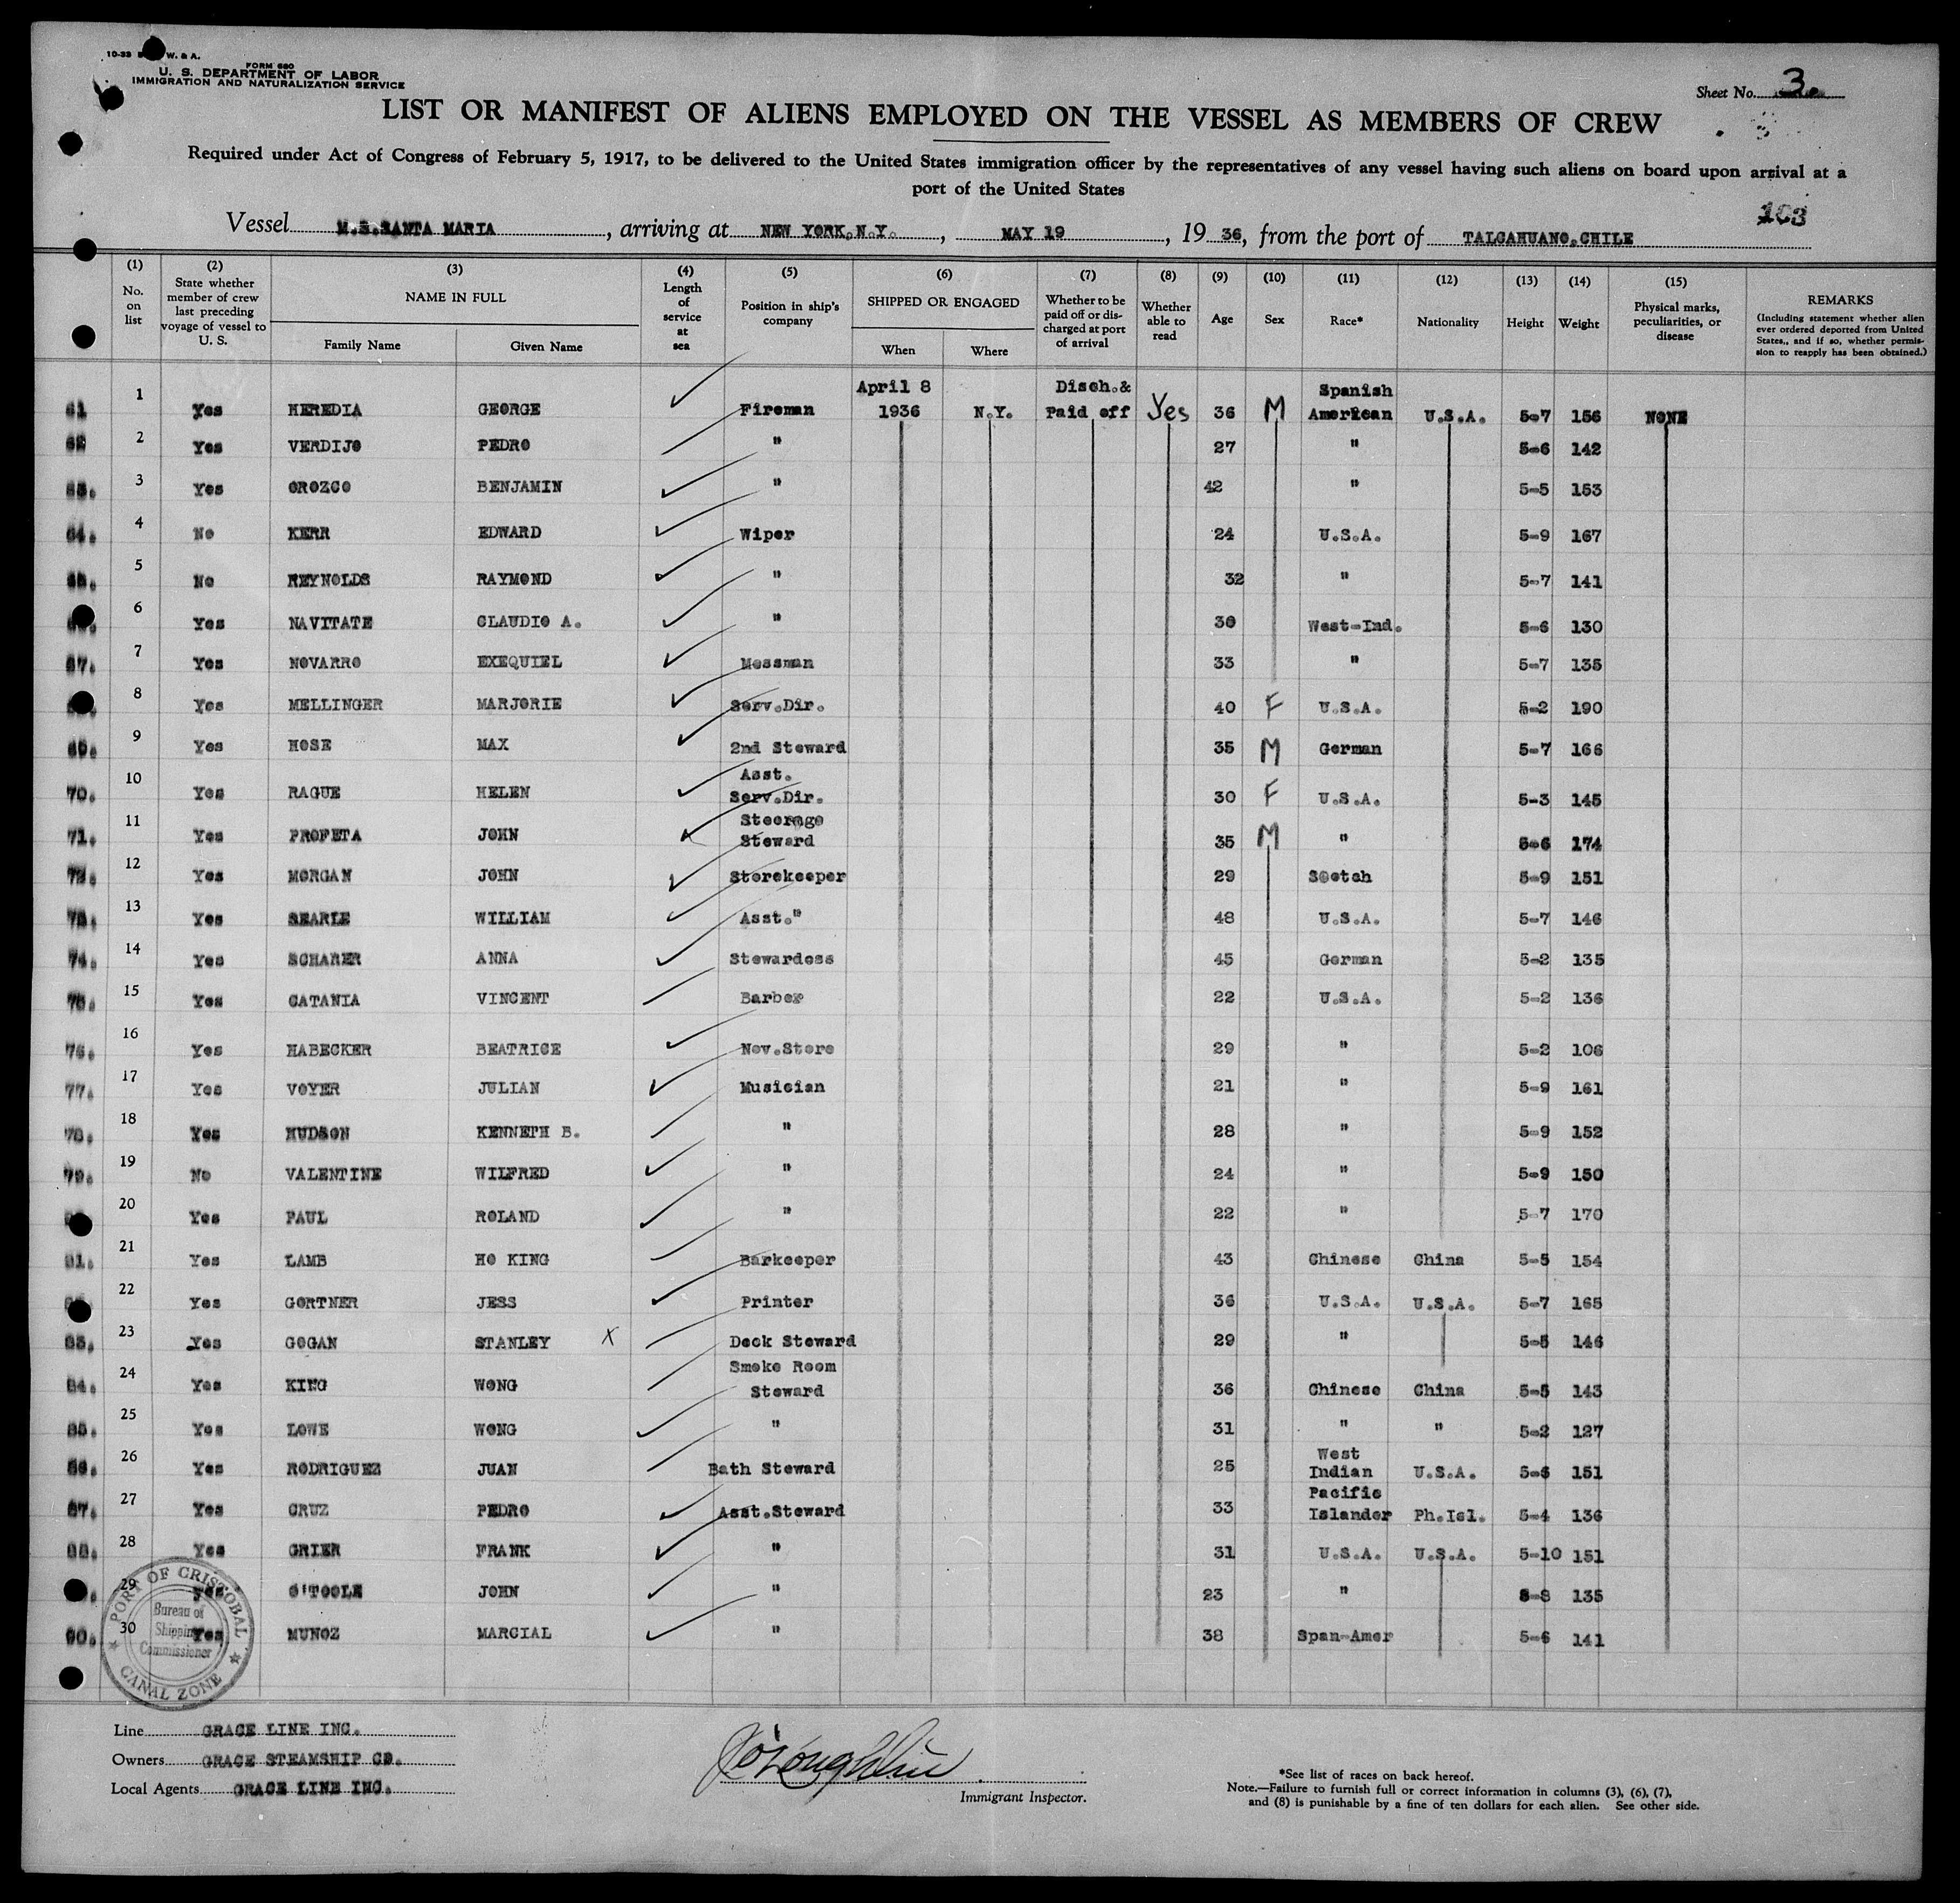 10-33 W. & A.
FORM 680
U. S. DEPARTMENT OF LABOR
IMMIGRATION AND NATURALIZATION SERVICE
Sheet No. 3.
LIST OR MANIFEST OF ALIENS EMPLOYED ON THE VESSEL AS MEMBERS OF CREW
Required under Act of Congress of February 5, 1917, to be delivered to the United States immigration officer by the representatives of any vessel having such aliens on board upon arrival at a
port of the United States
103
Vessel M.S.SANTA MARIA, arriving at NEW YORK,N.Y., MAY 19, 1936, from the port of TALCAHUANO.CHILE
(1) No. on list
(2) State whether member of crew last preceding voyage of vessel to U. S.
(3) NAME IN FULL Family Name Given Name
(4) Length of service at sea
(5) Position in ship's company
(6) SHIPPED OR ENGAGED When Where
(7) Whether to be paid off or discharged at port of arrival
(8) Whether able to read
(9) Age
(10) Sex
(11) Race*
(12) Nationality
(13) Height
(14) Weight
(15) Physical marks, peculiarities, or disease
REMARKS (Including statement whether alien ever ordered deported from United States., and if so, whether permission to reapply has been obtained.)
61 1 Yes HEREDIA GEORGE Fireman April 8 1936 N.Y. Disch.& Paid off Yes 36 M Spanish American U.S.A. 5-7 156 NONE
62 2 Yes VERDIJO PEDRO " 27 " 5-6 142
63. 3 Yes OROZCO BENJAMIN " 42 " 5-5 153
64. 4 No KERR EDWARD Wiper 24 U.S.A. 5-9 167
65. 5 No REYNOLDS RAYMOND " 32 " 5-7 141
6 Yes NAVITATE CLAUDIO A. " 30 West-Ind. 5-6 130
67. 7 Yes NOVARRO EXEQUIEL Messman 33 " 5-7 135
8 Yes MELLINGER MARJORIE Serv.Dir. 40 F U.S.A. 5-2 190
69. 9 Yes HOSE MAX 2nd Steward 35 M German 5-7 166
70. 10 Yes RAGUE HELEN Asst. Serv.Dir. 30 F U.S.A. 5-3 145
71. 11 Yes PROFETA JOHN Steerage Steward 35 M " 5-6 174
72. 12 Yes MORGAN JOHN Storekeeper 29 Scotch 5-9 151
73. 13 Yes SEARLE WILLIAM Asst." 48 U.S.A. 5-7 146
74. 14 Yes SCHARER ANNA Stewardess 45 German 5-2 135
75. 15 Yes CATANIA VINCENT Barber 22 U.S.A. 5-2 136
76. 16 Yes HABECKER BEATRICE Nov.Store 29 " 5-2 106
77. 17 Yes VOYER JULIAN Musician 21 " 5-9 161
78. 18 Yes HUDSON KENNETH B. " 28 " 5-9 152
79. 19 No VALENTINE WILFRED " 24 " 5-9 150
20 Yes PAUL ROLAND " 22 " 5-7 170
81. 21 Yes LAMB HO KING Barkeeper 43 Chinese China 5-5 154
22 Yes GORTNER JESS Printer 36 U.S.A. U.S.A. 5-7 165
83. 23 Yes GOGAN STANLEY X Deck Steward 29 " 5-5 146
84. 24 Yes KING WONG Smoke Room Steward 36 Chinese China 5-5 143
85. 25 Yes LOWE WONG " 31 " " 5-2 127
86. 26 Yes RODRIGUEZ JUAN Bath Steward 25 West Indian U.S.A. 5-6 151
87. 27 Yes CRUZ PEDRO Asst.Steward 33 Pacific Islander Ph.Isl. 5-4 136
88. 28 Yes GRIER FRANK " 31 U.S.A. U.S.A. 5-10 151
29 yes O'TOOLE JOHN " 23 " 5-8 135
90. 30 Yes MUNOZ MARCIAL " 38 Span-Amer 5-6 141
PORT OF CRISTOBAL
Bureau of
Shipping
Commissioner
CANAL ZONE
Line GRACE LINE INC.
Owners GRACE STEAMSHIP CO.
Local Agents GRACE LINE INC.
O'Loughlin
Immigrant Inspector.
*See list of races on back hereof.
Note.—Failure to furnish full or correct information in columns (3), (6), (7),
and (8) is punishable by a fine of ten dollars for each alien. See other side.